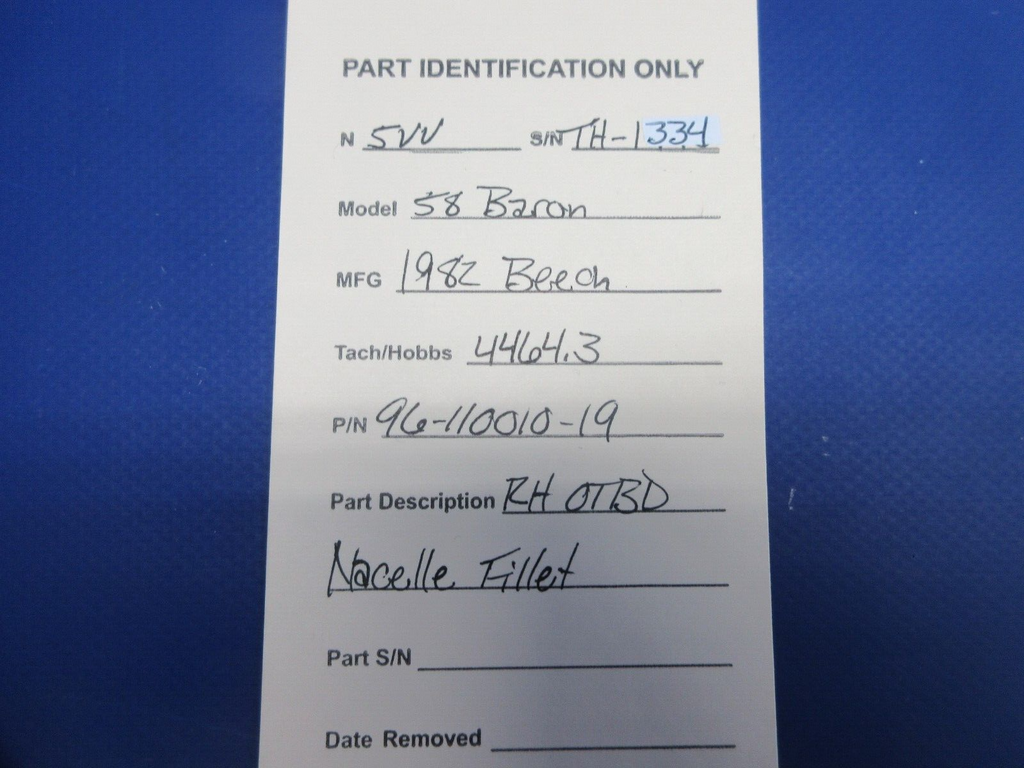 PART IDENTIFICATION ONLY
N 5VV S/N TH-1334
Model 58 Baron
MFG 1982 Beech
Tach/Hobbs 4464.3
P/N 96-110010-19
Part Description RH OTBD
Nacelle Fillet
Part S/N
Date Removed